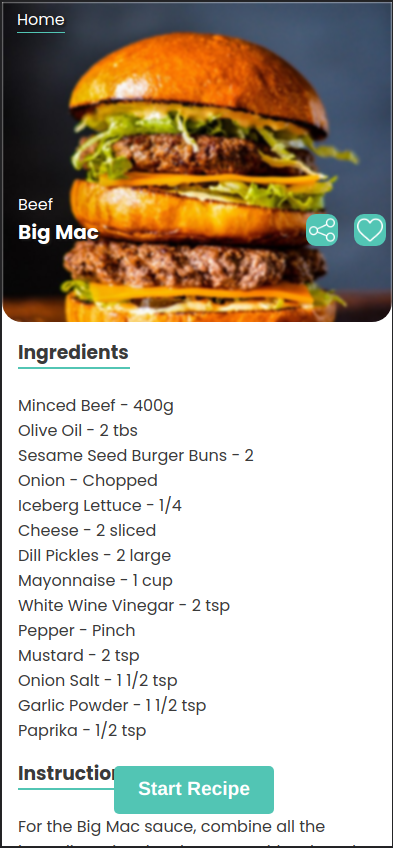 Home
Beef
Big Mac
Ingredients
Minced Beef - 400g
Olive Oil - 2 tbs
Sesame Seed Burger Buns - 2
Onion - Chopped
Iceberg Lettuce - 1/4
Cheese - 2 sliced
Dill Pickles - 2 large
Mayonnaise - 1 cup
White Wine Vinegar - 2 tsp
Pepper - Pinch
Mustard - 2 tsp
Onion Salt - 1 1/2 tsp
Garlic Powder - 1 1/2 tsp
Paprika - 1/2 tsp
Instruction
Start Recipe
For the Big Mac sauce, combine all the